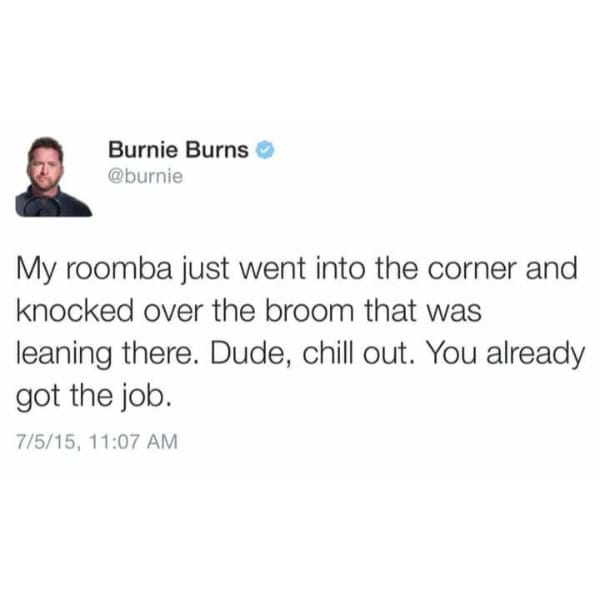 Burnie Burns
@burnie
My roomba just went into the corner and
knocked over the broom that was
leaning there. Dude, chill out. You already
got the job.
7/5/15, 11:07 AM